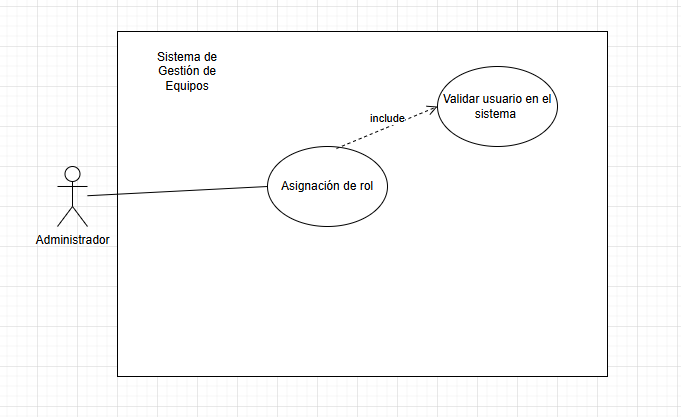 Sistema de
Gestión de
Equipos
Validar usuario en el
sistema
include
Asignación de rol
Administrador